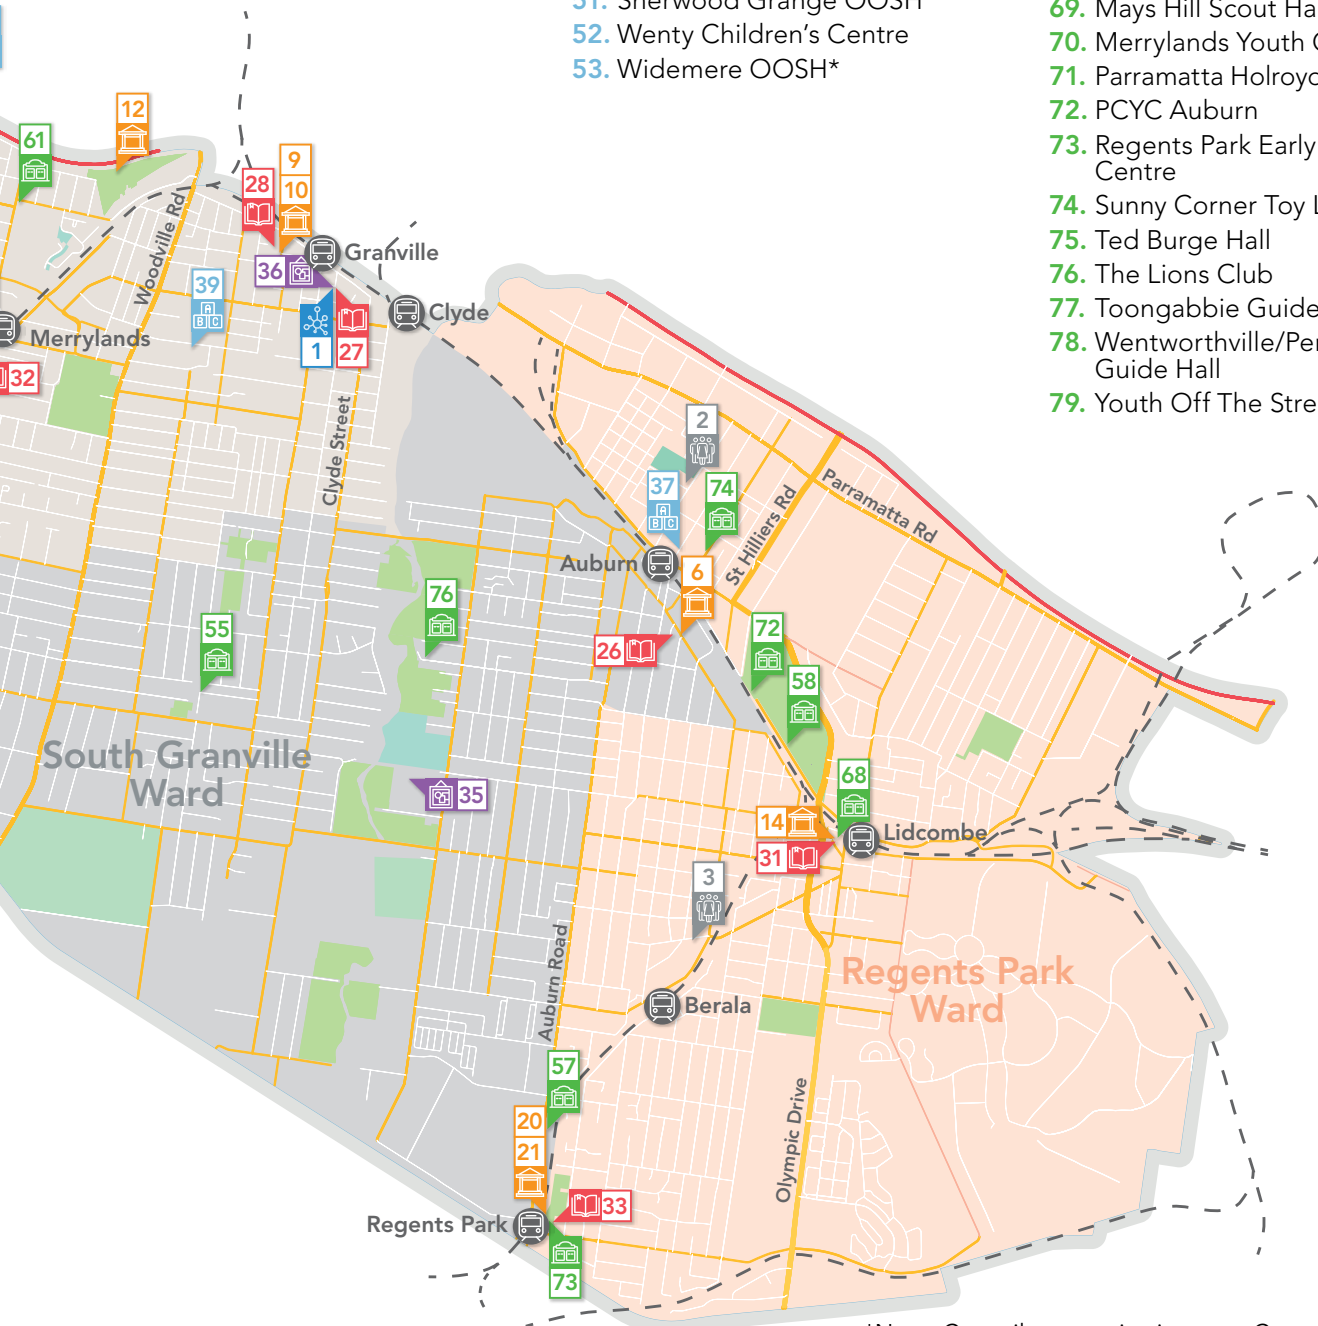 51. Sherwood Grange OOSH
52. Wenty Children's Centre
53. Widemere OOSH*
69. Mays Hill Scout
70. Merrylands Youth
71. Parramatta
72. PCYC Auburn
73. Regents Park Early
Centre
74. Sunny Corner Toy
75. Ted Burge Hall
76. The Lions Club
77. Toongabbie Guide
78. Wentworthville/
Guide Hall
79. Youth Off The
12
61
9
28
10
Woodville Rd
Granville
36
39
Clyde
Merrylands
1
27
32
Clyde Street
2
37
74
Parramatta Rd
St Hilliers Rd
Auburn
6
76
55
72
26
58
South Granville
Ward
68
35
14
Lidcombe
31
3
Auburn Road
Regents Park
Ward
Berala
57
20
Olympic Drive
21
33
Regents Park
73